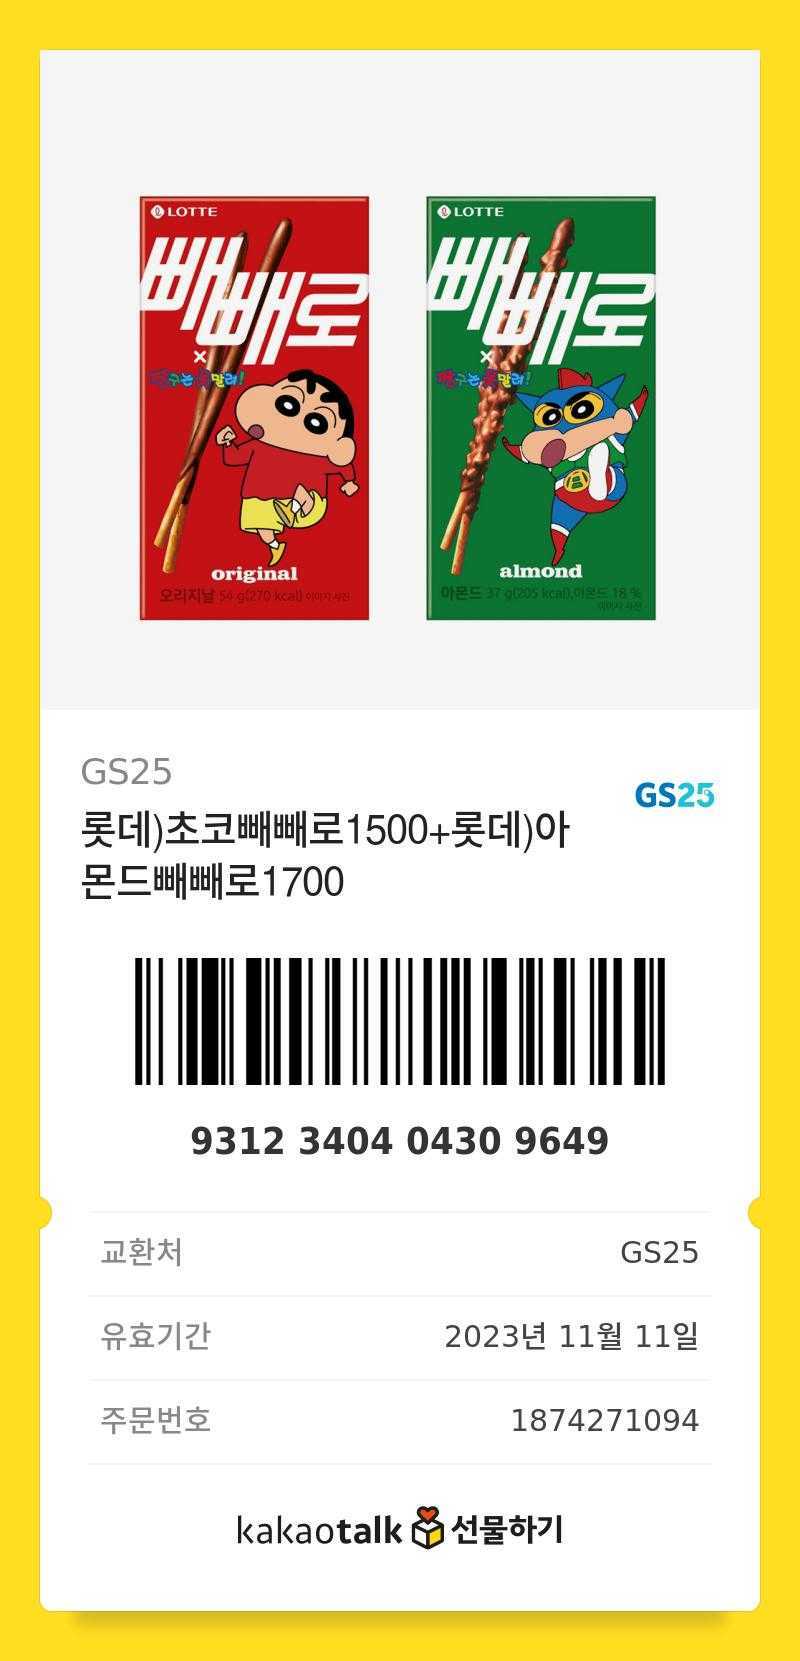 LOTTE
빼빼로
×
짱구는 못말려!
original
오리지날 54 g(270 kcal) 이미지 사진
LOTTE
빼빼로
×
짱구는 못말려!
almond
아몬드 37 g(205 kcal),아몬드 18 %
이미지 사진
GS25
GS25
롯데)초코빼빼로1500+롯데)아
몬드빼빼로1700
9312 3404 0430 9649
교환처 GS25
유효기간 2023년 11월 11일
주문번호 1874271094
kakaotalk 선물하기